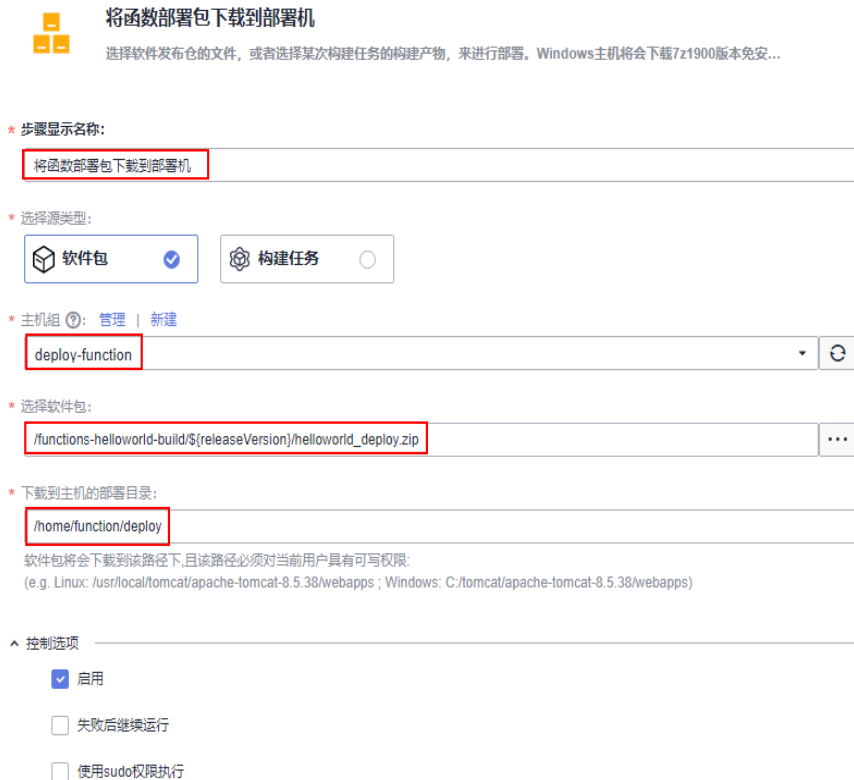 将函数部署包下载到部署机
选择软件发布仓的文件，或者选择某次构建任务的构建产物，来进行部署。Windows主机将会下载7z1900版本免安...
* 步骤显示名称:
将函数部署包下载到部署机
* 选择源类型:
软件包 构建任务
* 主机组 ?: 管理 | 新建
deploy-function
* 选择软件包:
/functions-helloworld-build/${releaseVersion}/helloworld_deploy.zip
* 下载到主机的部署目录:
/home/function/deploy
软件包将会下载到该路径下,且该路径必须对当前用户具有可写权限:
(e.g. Linux: /usr/local/tomcat/apache-tomcat-8.5.38/webapps ; Windows: C:/tomcat/apache-tomcat-8.5.38/webapps)
控制选项
启用
失败后继续运行
使用sudo权限执行